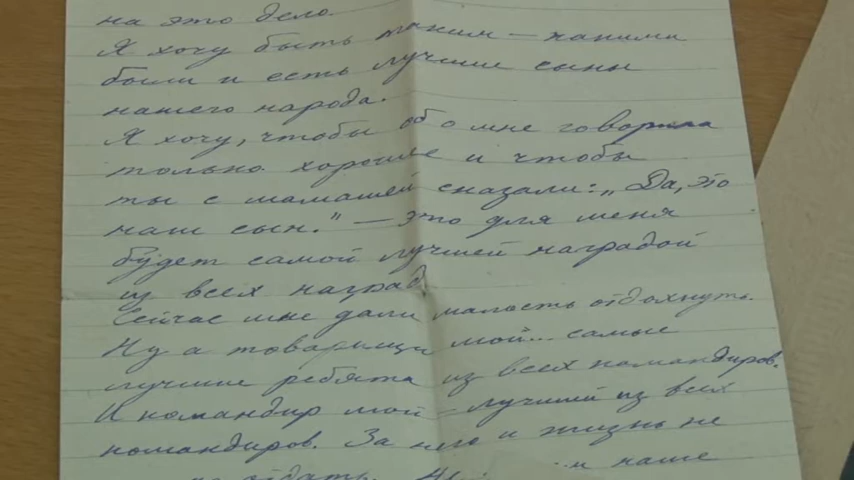 на это дело.
Я хочу быть таким — какими
были и есть лучшие сыны
нашего народа.
Я хочу, чтобы обо мне говорила
только хорошее и чтобы
ты с мамашей сказали: „Да, это
наш сын." — это для меня
будет самой лучшей наградой
из всех наград.
Сейчас мне дали малость отдохнуть.
Ну а товарищи мои... самые
лучшие ребята из всех командиров.
И командир мой — лучший из всех
командиров. За него и жизнь не
отдать. наше